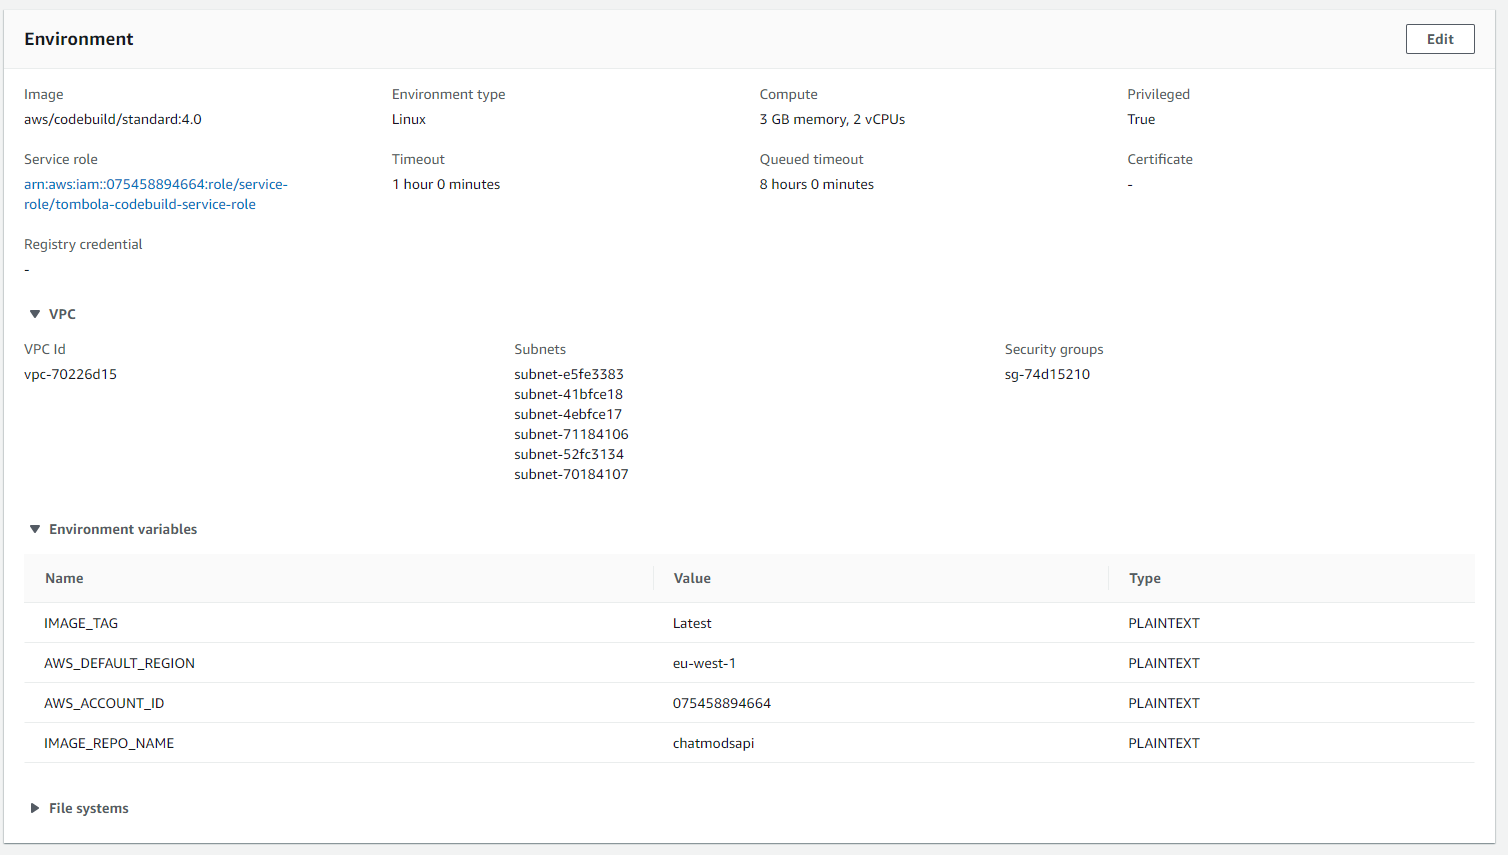 Environment
Edit
Image
Environment type
Compute
Privileged
aws/codebuild/standard:4.0
Linux
3 GB memory, 2 vCPUs
True
Service role
Timeout
Queued timeout
Certificate
arn:aws:iam::075458894664:role/service-
role/tombola-codebuild-service-role
1 hour 0 minutes
8 hours 0 minutes
-
Registry credential
-
VPC
VPC Id
Subnets
Security groups
vpc-70226d15
subnet-e5fe3383
sg-74d15210
subnet-41bfce18
subnet-4ebfce17
subnet-71184106
subnet-52fc3134
subnet-70184107
Environment variables
Name
Value
Type
IMAGE_TAG
Latest
PLAINTEXT
AWS_DEFAULT_REGION
eu-west-1
PLAINTEXT
AWS_ACCOUNT_ID
075458894664
PLAINTEXT
IMAGE_REPO_NAME
chatmodsapi
PLAINTEXT
File systems